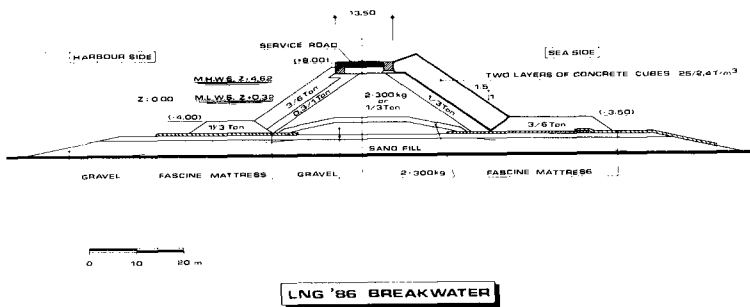 13.50
HARBOUR SIDE
SERVICE ROAD
(+8.00)
SEA SIDE
M.H.W.S. Z+4.62
TWO LAYERS OF CONCRETE CUBES 25/2,4 T/m³
1.5
1
Z: 0.00
M.L.W.S. Z+0.32
3/6 Ton
0.3/1 Ton
2-300kg
or
1/3 Ton
1/3 Ton
(-4.00)
1/3 Ton
3/6 Ton
(-3.50)
SAND FILL
GRAVEL FASCINE MATTRESS GRAVEL 2-300kg FASCINE MATTRESS
0 10 20 m
LNG '86 BREAKWATER